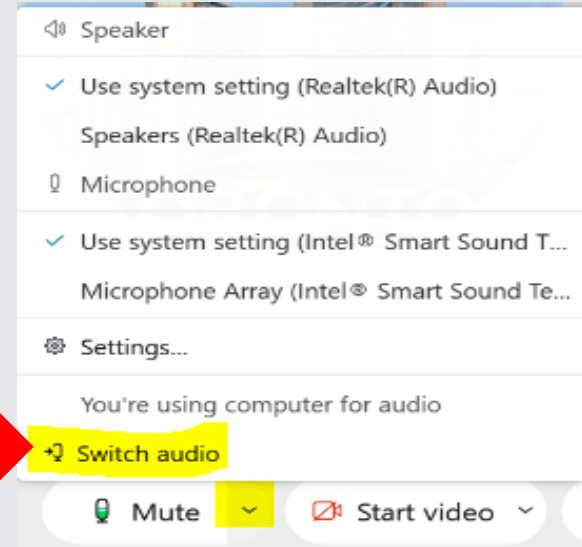 Speaker
Use system setting (Realtek(R) Audio)
Speakers (Realtek(R) Audio)
Microphone
Use system setting (Intel® Smart Sound T...
Microphone Array (Intel® Smart Sound Te...
Settings...
You're using computer for audio
Switch audio
Mute
Start video